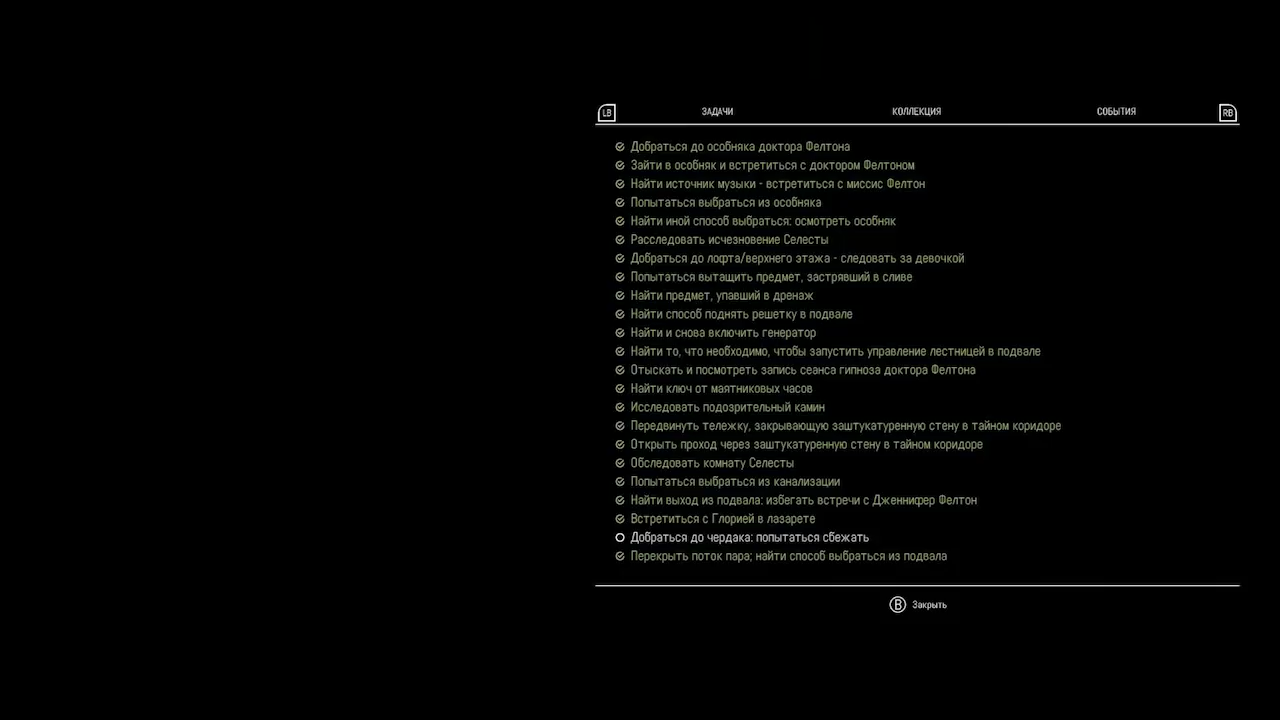 LB ЗАДАЧИ КОЛЛЕКЦИЯ СОБЫТИЯ RB
Добраться до особняка доктора Фелтона
Зайти в особняк и встретиться с доктором Фелтоном
Найти источник музыки - встретиться с миссис Фелтон
Попытаться выбраться из особняка
Найти иной способ выбраться: осмотреть особняк
Расследовать исчезновение Селесты
Добраться до лофта/верхнего этажа - следовать за девочкой
Попытаться вытащить предмет, застрявший в сливе
Найти предмет, упавший в дренаж
Найти способ поднять решетку в подвале
Найти и снова включить генератор
Найти то, что необходимо, чтобы запустить управление лестницей в подвале
Отыскать и посмотреть запись сеанса гипноза доктора Фелтона
Найти ключ от маятниковых часов
Исследовать подозрительный камин
Передвинуть тележку, закрывающую заштукатуренную стену в тайном коридоре
Открыть проход через заштукатуренную стену в тайном коридоре
Обследовать комнату Селесты
Попытаться выбраться из канализации
Найти выход из подвала: избегать встречи с Дженнифер Фелтон
Встретиться с Глорией в лазарете
Добраться до чердака: попытаться сбежать
Перекрыть поток пара; найти способ выбраться из подвала
B Закрыть